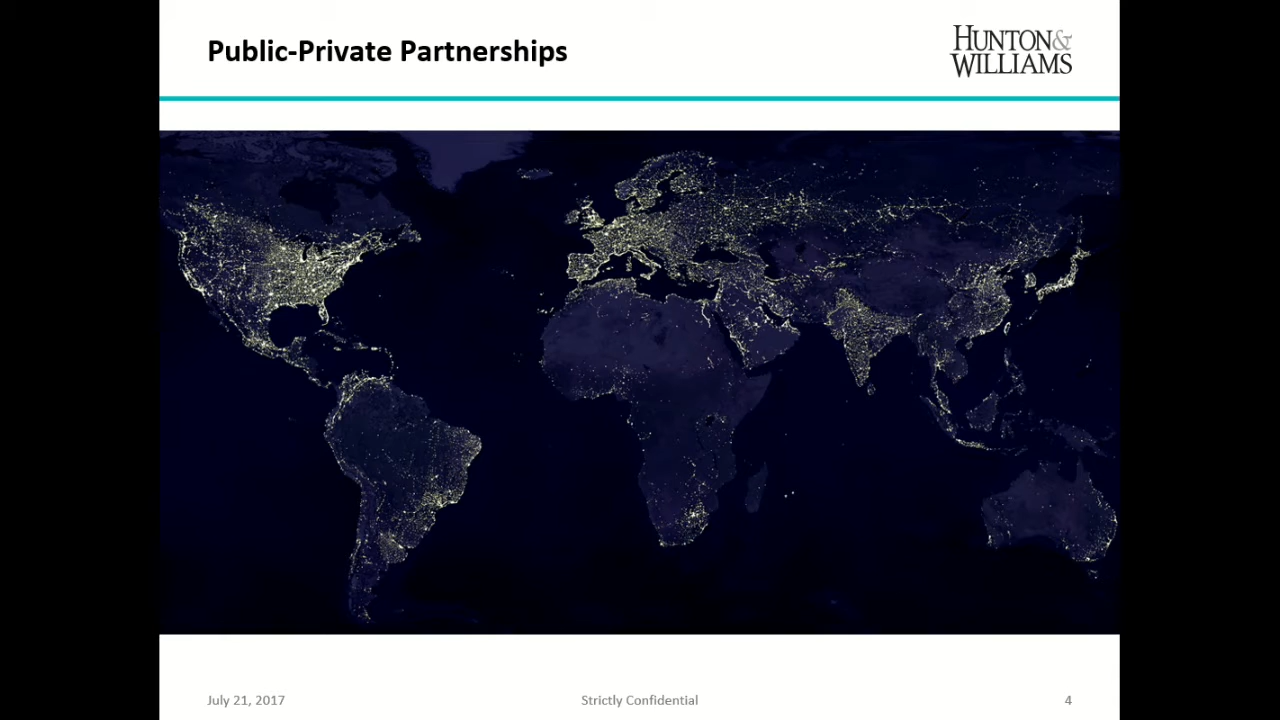 Public-Private Partnerships
HUNTON&
WILLIAMS
July 21, 2017
Strictly Confidential
4